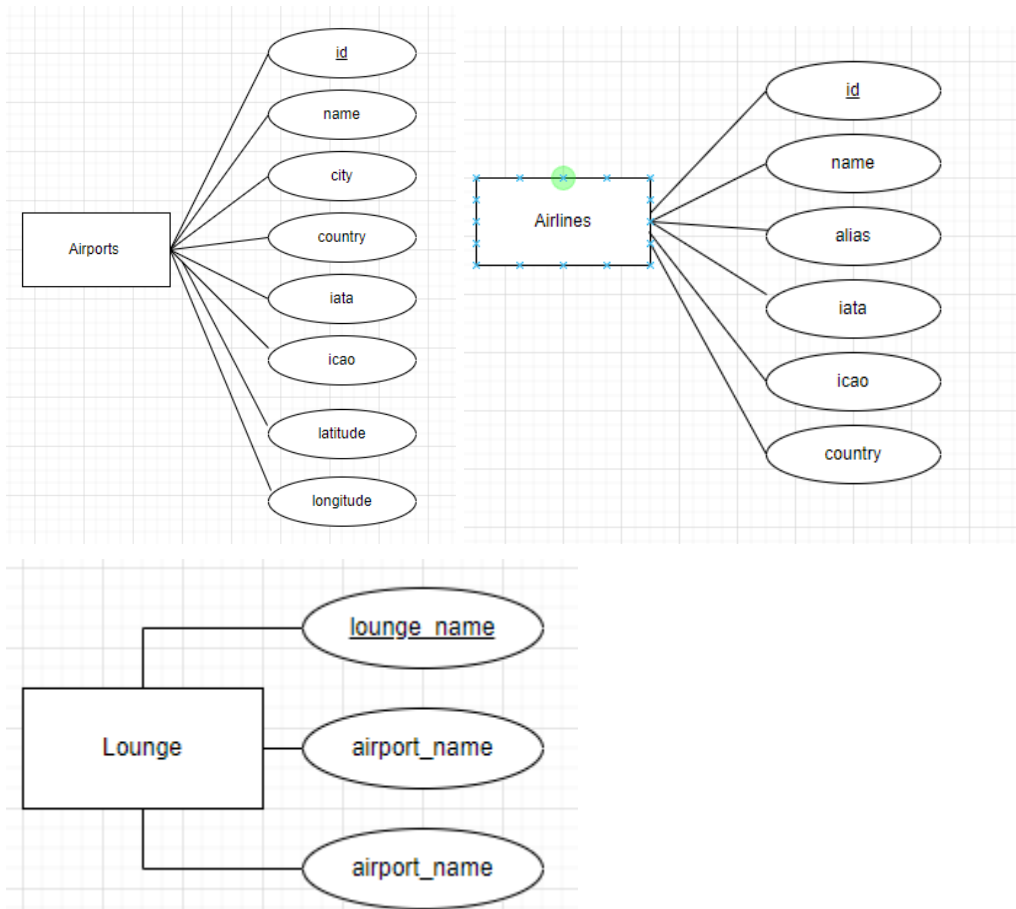 Airports
id
name
city
country
iata
icao
latitude
longitude
Airlines
id
name
alias
iata
icao
country
Lounge
lounge_name
airport_name
airport_name